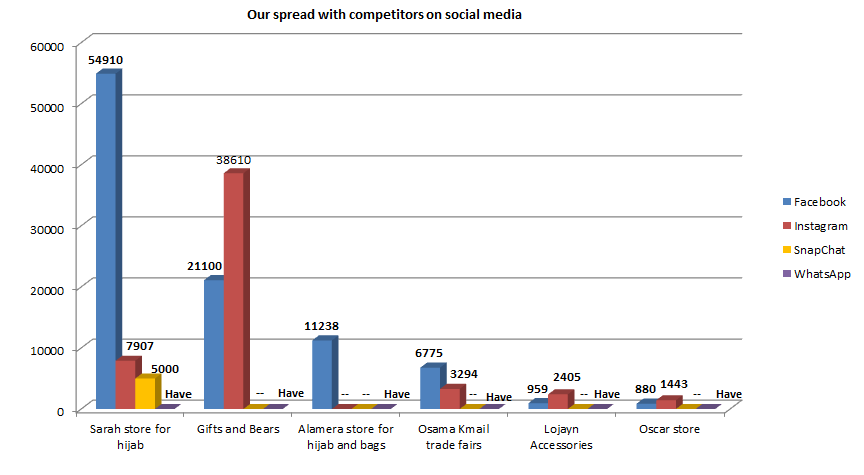 Our spread with competitors on social media
60000
50000
40000
30000
20000
10000
0
54910
7907
5000
Have
21100
38610
--
Have
11238
--
--
Have
6775
3294
--
Have
959
2405
--
Have
880
1443
--
Have
Sarah store for
hijab
Gifts and Bears
Alamera store for
hijab and bags
Osama Kmail
trade fairs
Lojayn
Accessories
Oscar store
Facebook
Instagram
SnapChat
WhatsApp